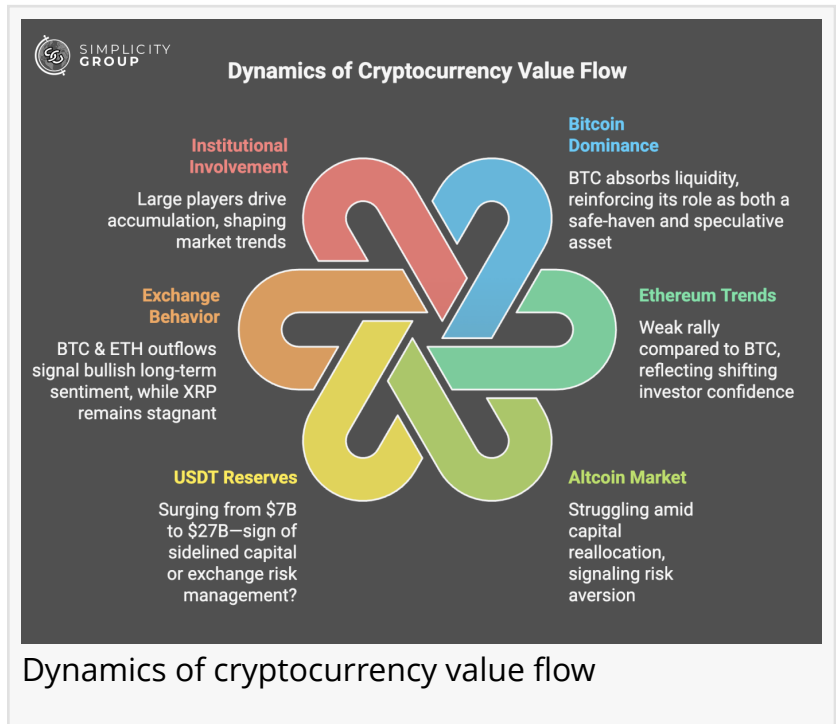 SIMPLICITY
GROUP
Dynamics of Cryptocurrency Value Flow
Institutional
Involvement
Large players drive
accumulation, shaping
market trends
Bitcoin
Dominance
BTC absorbs liquidity,
reinforcing its role as both a
safe-haven and speculative
asset
Exchange
Behavior
BTC & ETH outflows
signal bullish long-term
sentiment, while XRP
remains stagnant
Ethereum Trends
Weak rally
compared to BTC,
reflecting shifting
investor confidence
USDT Reserves
Surging from $7B
to $27B—sign of
sidelined capital
or exchange risk
management?
Altcoin Market
Struggling amid
capital
reallocation,
signaling risk
aversion
Dynamics of cryptocurrency value flow